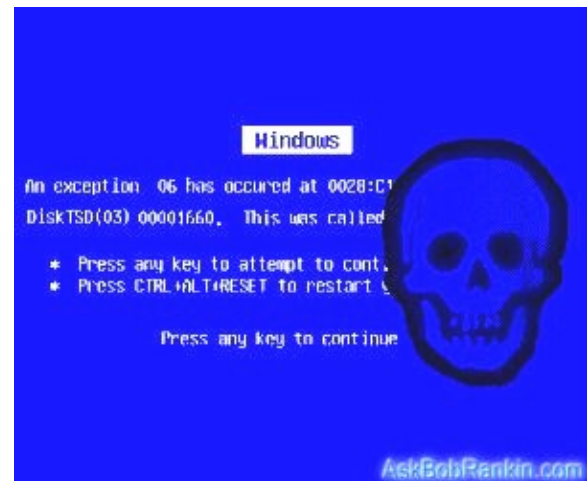 Windows
An exception 06 has occured at 0028:C1
DiskTSD(03) 00001660. This was called
* Press any key to attempt to cont.
* Press CTRL+ALT+RESET to restart
Press any key to continue
AskBobRankin.com